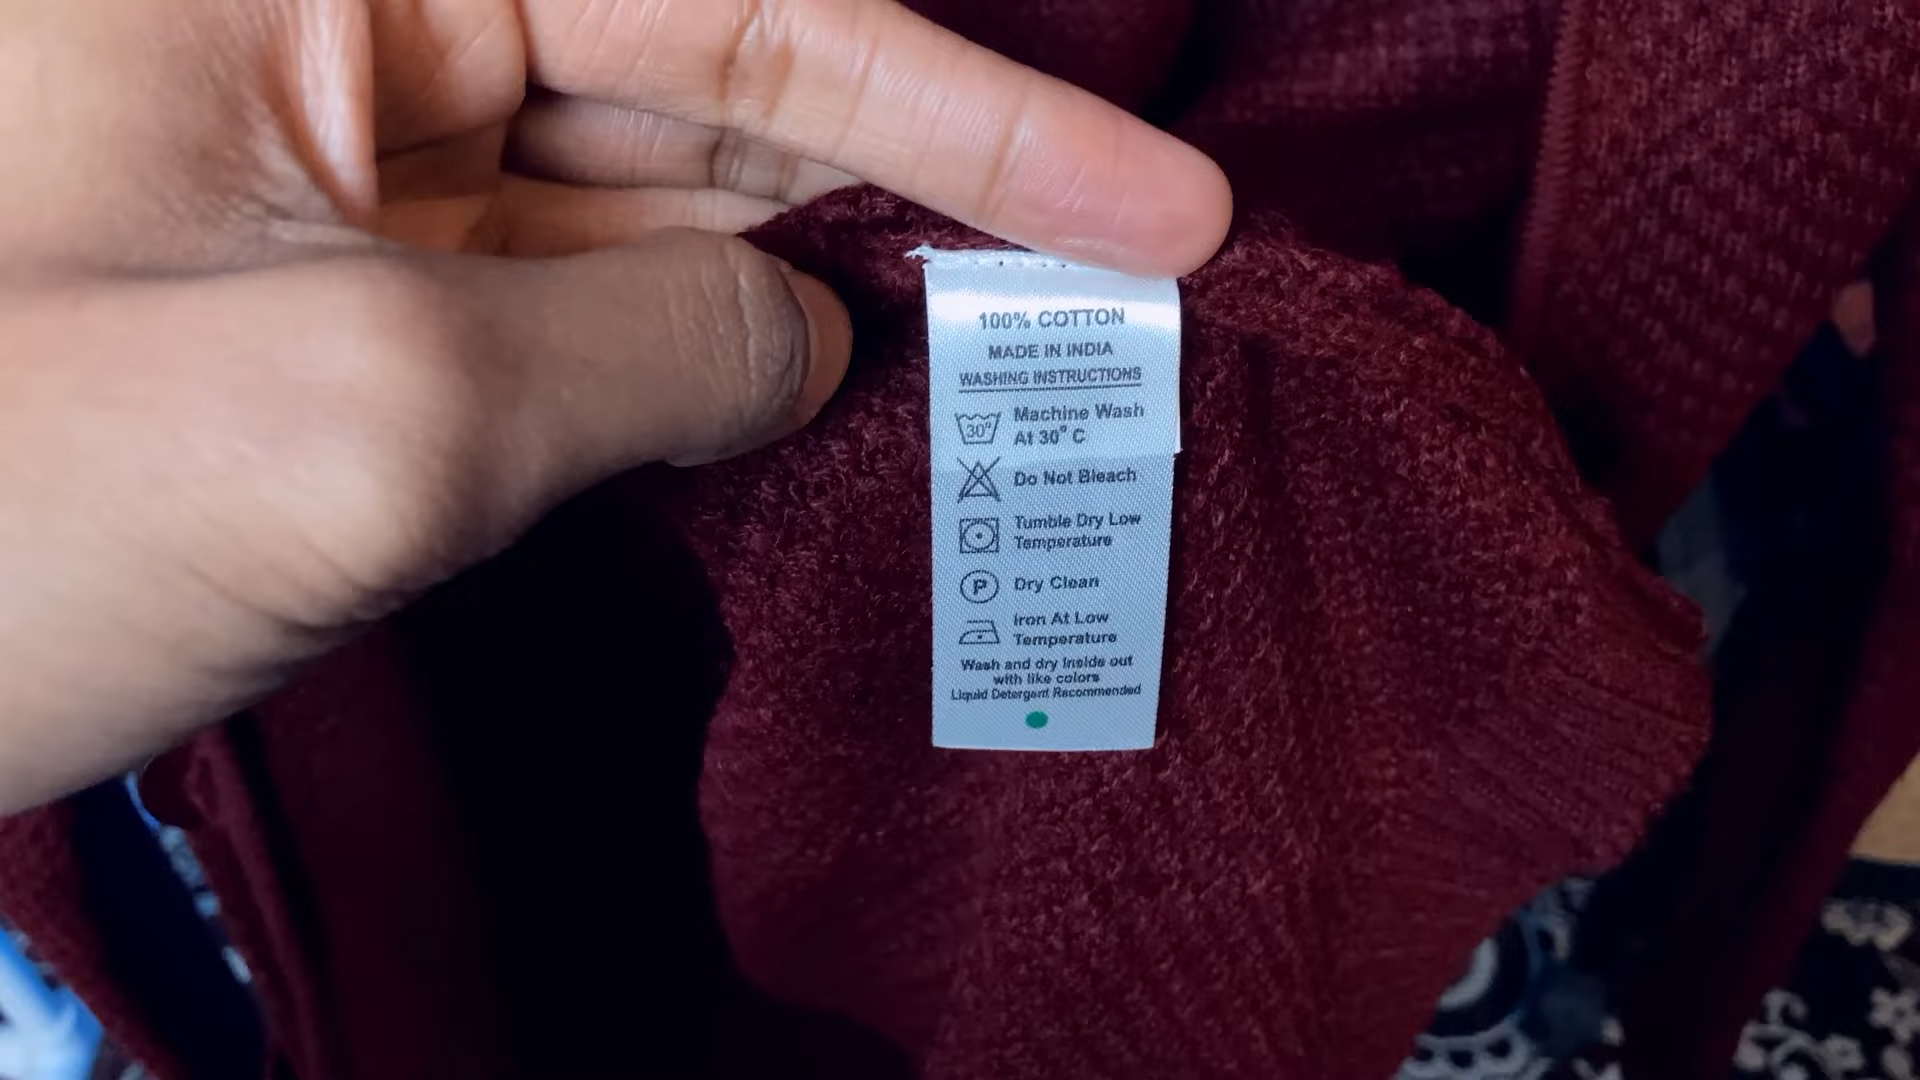 100% COTTON
MADE IN INDIA
WASHING INSTRUCTIONS
30° Machine Wash
At 30° C
Do Not Bleach
Tumble Dry Low
Temperature
P Dry Clean
Iron At Low
Temperature
Wash and dry Inside out
with like colors
Liquid Detergent Recommended